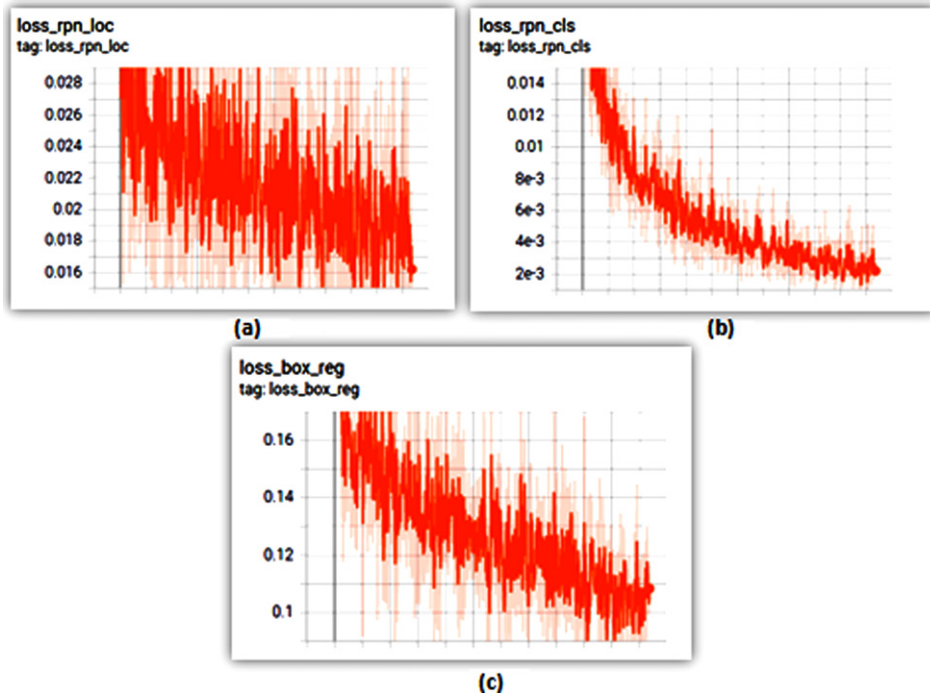 loss_rpn_loc
tag: loss_rpn_loc
0.028
0.026
0.024
0.022
0.02
0.018
0.016
(a)
loss_rpn_cls
tag: loss_rpn_cls
0.014
0.012
0.01
8e-3
6e-3
4e-3
2e-3
(b)
loss_box_reg
tag: loss_box_reg
0.16
0.14
0.12
0.1
(c)